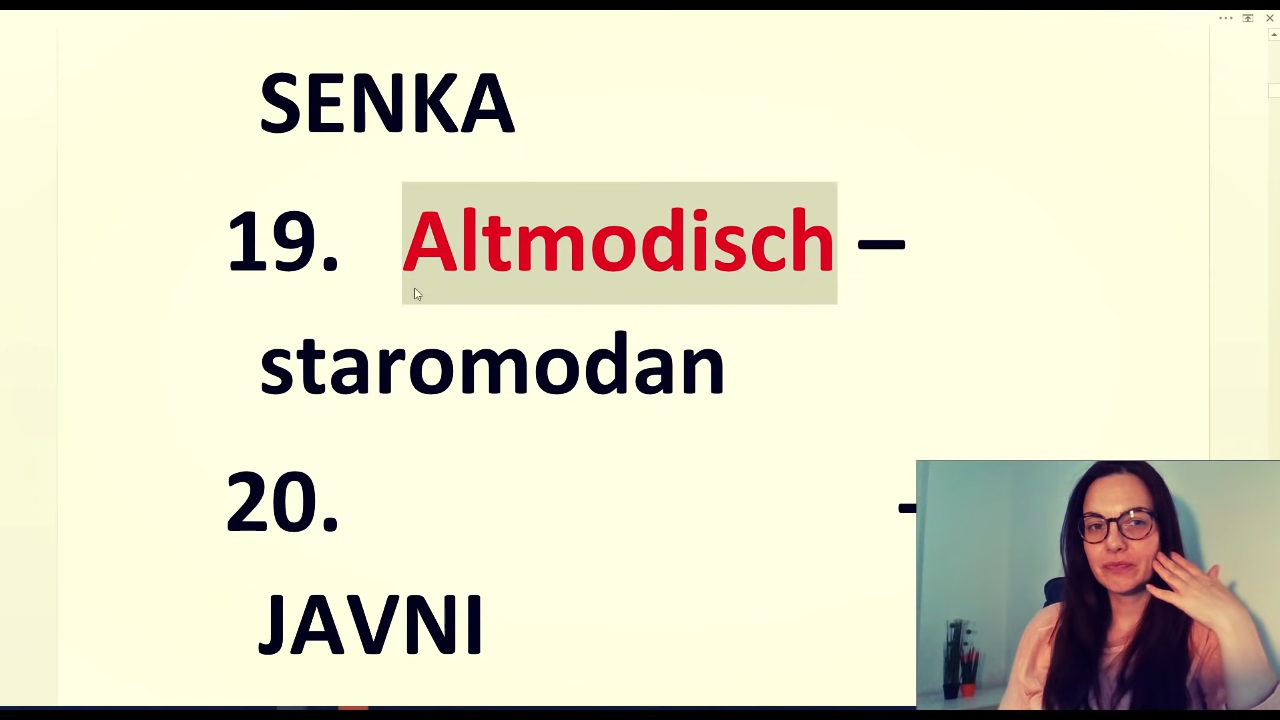 SENKA
19. Altmodisch –
staromodan
20. -
JAVNI